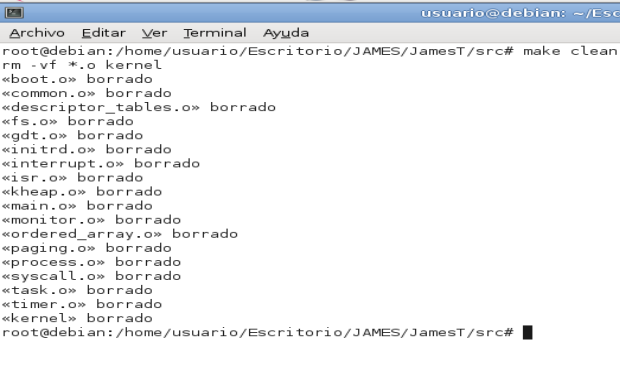 usuario@debian: ~/Esc
Archivo Editar Ver Terminal Ayuda
root@debian:/home/usuario/Escritorio/JAMES/JamesT/src# make clean
rm -vf *.o kernel
«boot.o» borrado
«common.o» borrado
«descriptor_tables.o» borrado
«fs.o» borrado
«gdt.o» borrado
«initrd.o» borrado
«interrupt.o» borrado
«isr.o» borrado
«kheap.o» borrado
«main.o» borrado
«monitor.o» borrado
«ordered_array.o» borrado
«paging.o» borrado
«process.o» borrado
«syscall.o» borrado
«task.o» borrado
«timer.o» borrado
«kernel» borrado
root@debian:/home/usuario/Escritorio/JAMES/JamesT/src#